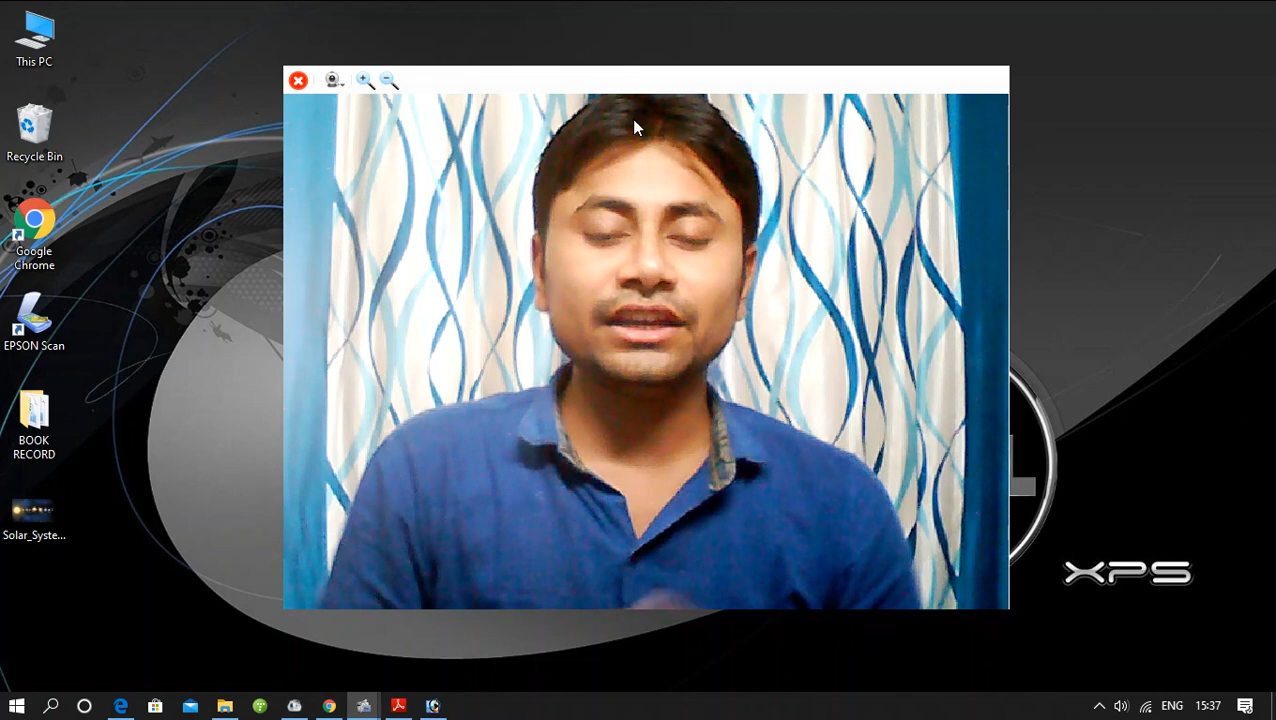 This PC
Recycle Bin
Google
Chrome
EPSON Scan
BOOK
RECORD
Solar_Syste...
XPS
ENG
15:37